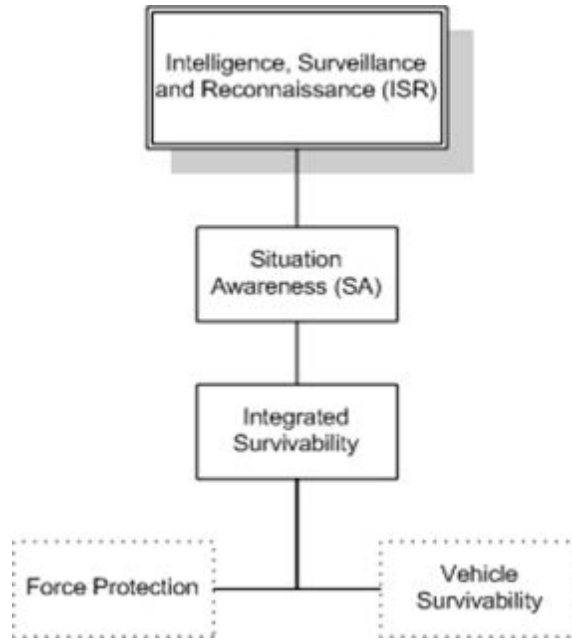 Intelligence, Surveillance
and Reconnaissance (ISR)
Situation
Awareness (SA)
Integrated
Survivability
Force Protection
Vehicle
Survivability